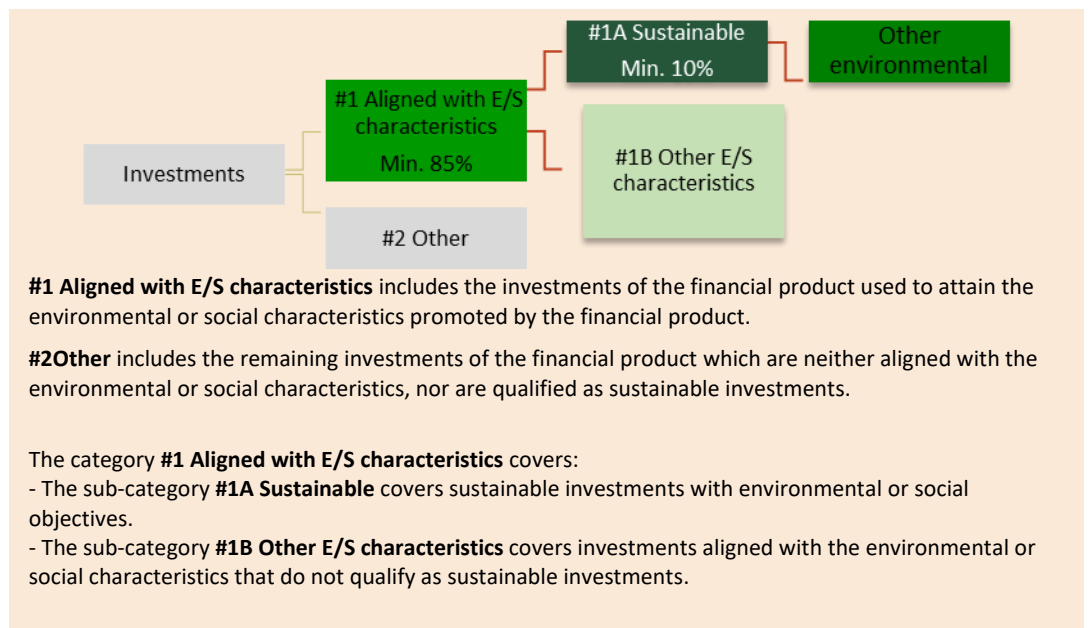 #1A Sustainable
Min. 10%
Other
environmental
#1 Aligned with E/S
characteristics
Min. 85%
Investments
#1B Other E/S
characteristics
#2 Other
#1 Aligned with E/S characteristics includes the investments of the financial product used to attain the
environmental or social characteristics promoted by the financial product.
#2Other includes the remaining investments of the financial product which are neither aligned with the
environmental or social characteristics, nor are qualified as sustainable investments.
The category #1 Aligned with E/S characteristics covers:
- The sub-category #1A Sustainable covers sustainable investments with environmental or social
objectives.
- The sub-category #1B Other E/S characteristics covers investments aligned with the environmental or
social characteristics that do not qualify as sustainable investments.